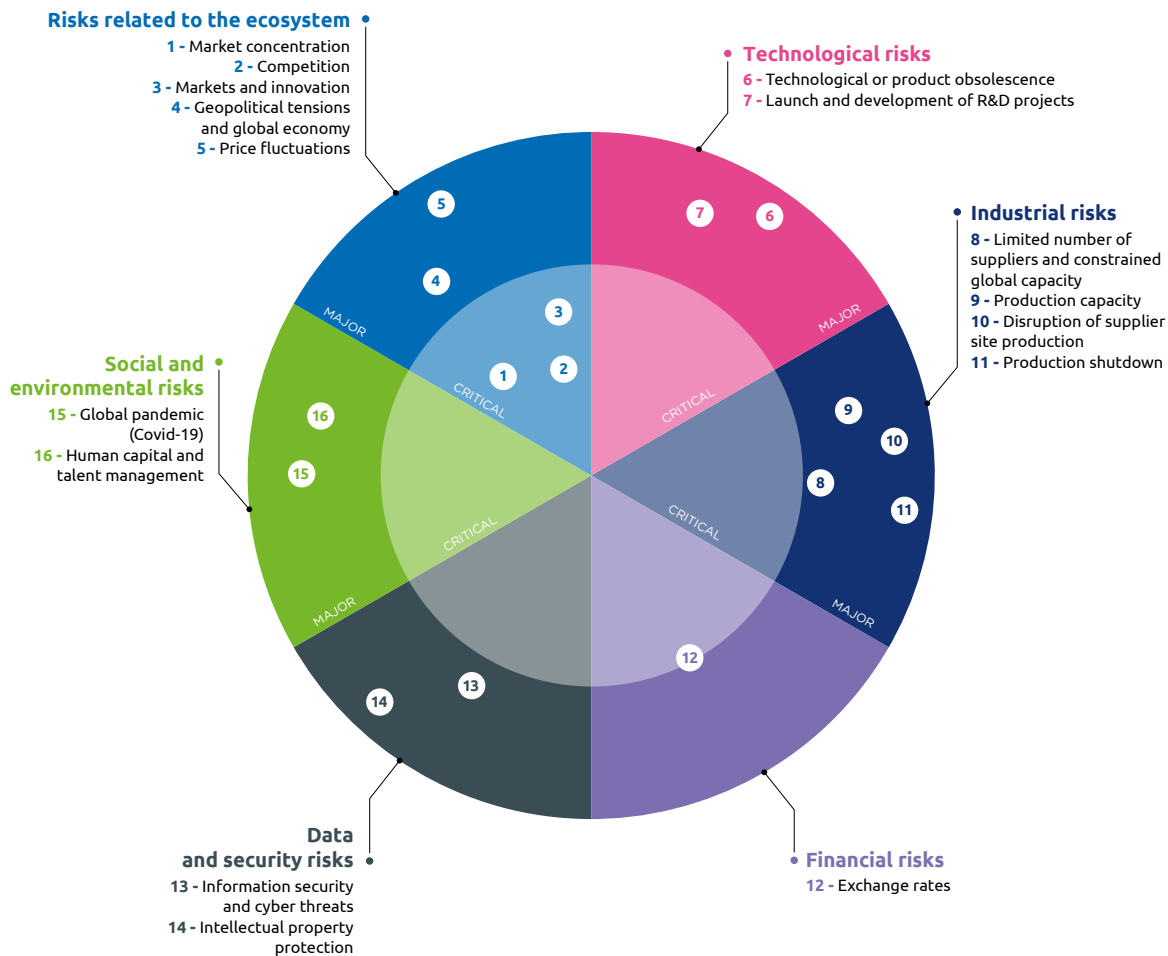 Risks related to the ecosystem
1 - Market concentration
2 - Competition
3 - Markets and innovation
4 - Geopolitical tensions
and global economy
5 - Price fluctuations
Technological risks
6 - Technological or product obsolescence
7 - Launch and development of R&D projects
Industrial risks
8 - Limited number of
suppliers and constrained
global capacity
9 - Production capacity
10 - Disruption of supplier
site production
11 - Production shutdown
Social and
environmental risks
15 - Global pandemic
(Covid-19)
16 - Human capital and
talent management
5
7
6
4
3
MAJOR
MAJOR
2
1
CRITICAL
CRITICAL
9
16
10
15
8
11
CRITICAL
CRITICAL
MAJOR
MAJOR
12
13
14
Data
and security risks
13 - Information security
and cyber threats
14 - Intellectual property
protection
Financial risks
12 - Exchange rates